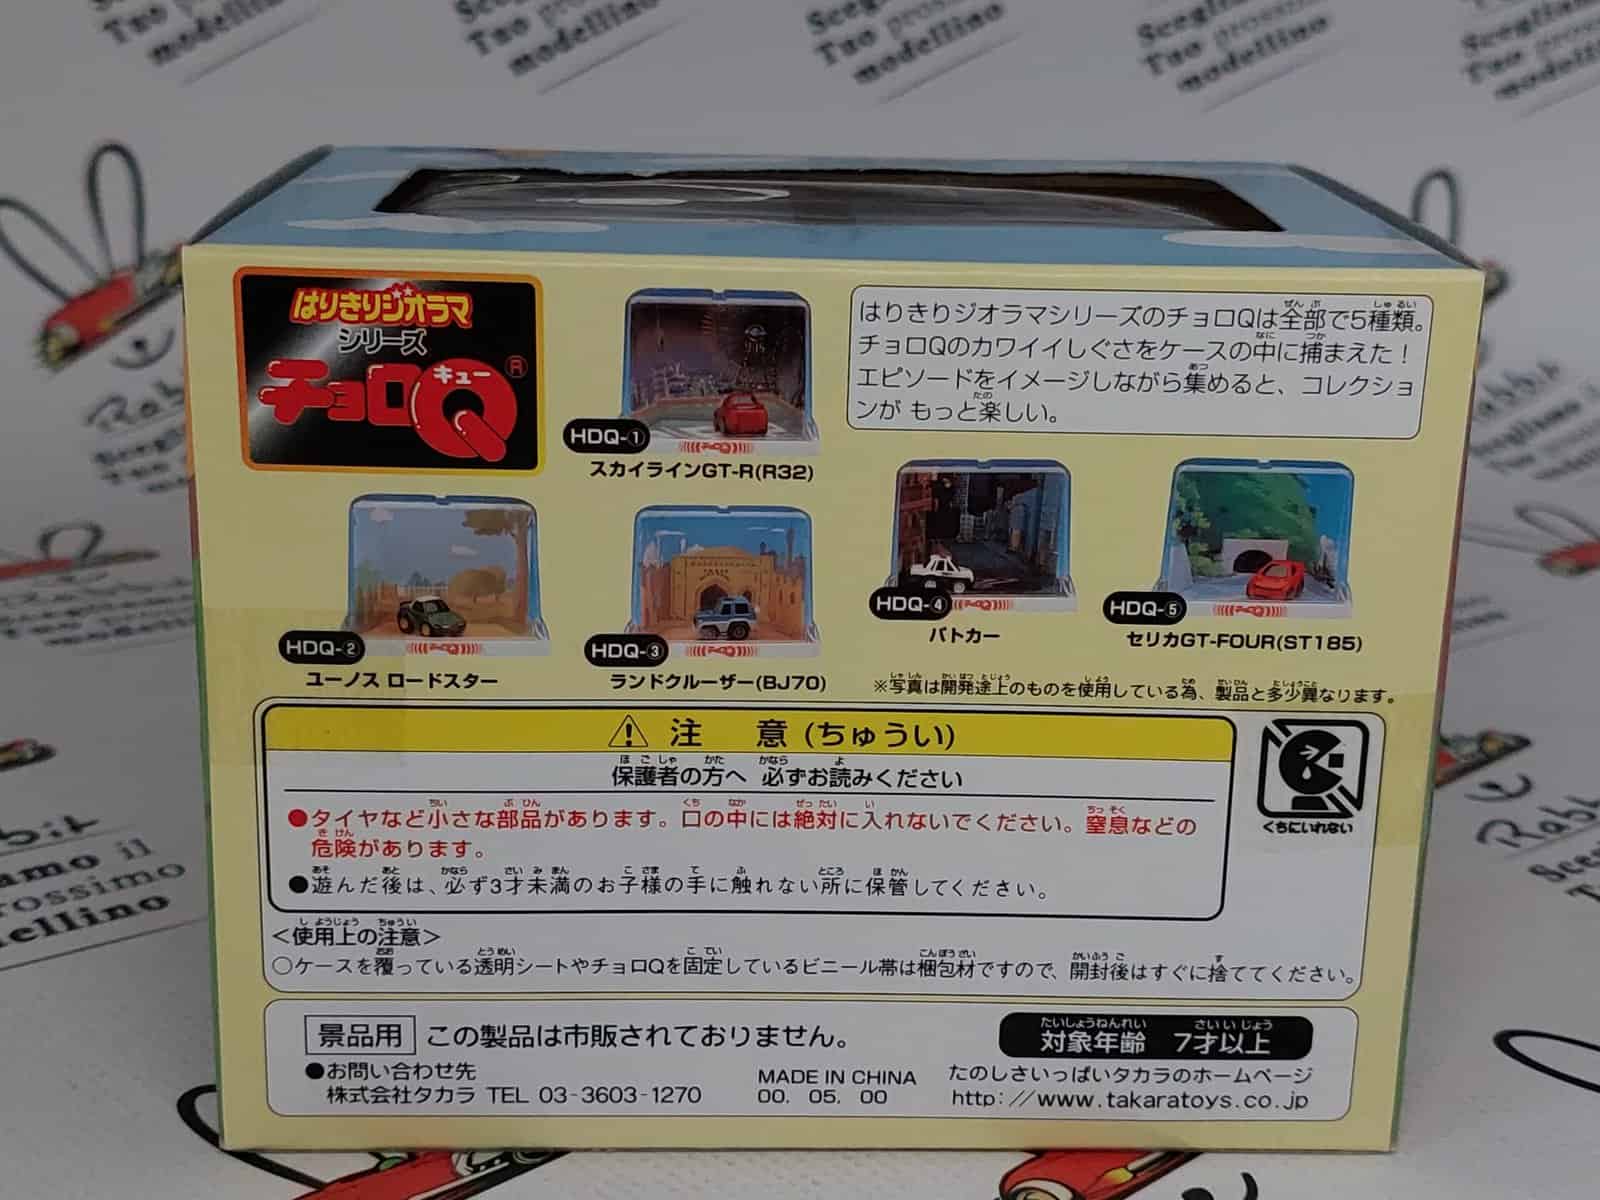 Scegliamo il
Tuo prossimo
modellino
はりきりジオラマ
シリーズ
チョロQ
キュー
®
HDQ-①
スカイラインGT-R(R32)
はりきりジオラマシリーズのチョロQは全部で5種類。
チョロQのカワイイしぐさをケースの中に捕まえた！
エピソードをイメージしながら集めると、コレクショ
ンが もっと楽しい。
HDQ-②
ユーノス ロードスター
HDQ-③
ランドクルーザー(BJ70)
HDQ-④
パトカー
HDQ-⑤
セリカGT-FOUR(ST185)
※写真は開発途上のものを使用している為、製品と多少異なります。
⚠ 注 意 (ちゅうい)
保護者の方へ 必ずお読みください
●タイヤなど小さな部品があります。口の中には絶対に入れないでください。窒息などの
危険があります。
●遊んだ後は、必ず3才未満のお子様の手に触れない所に保管してください。
くちにいれない
<使用上の注意>
○ケースを覆っている透明シートやチョロQを固定しているビニール帯は梱包材ですので、開封後はすぐに捨ててください。
景品用 この製品は市販されておりません。
対象年齢 7才以上
●お問い合わせ先
株式会社タカラ TEL 03-3603-1270
MADE IN CHINA
00. 05. 00
たのしさいっぱいタカラのホームページ
http://www.takaratoys.co.jp